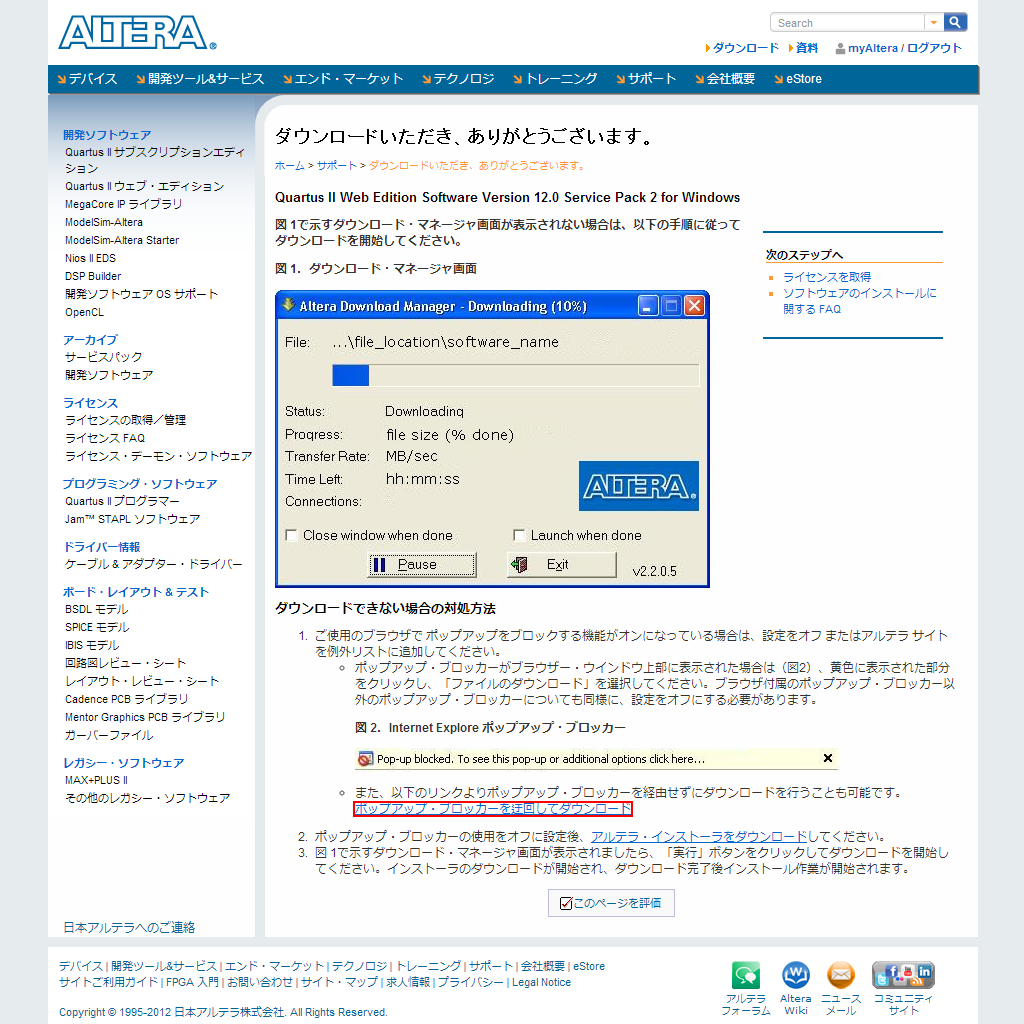 ALTERA®
Search
ダウンロード 資料 myAltera / ログアウト
デバイス 開発ツール&サービス エンド・マーケット テクノロジ トレーニング サポート 会社概要 eStore
開発ソフトウェア
Quartus II サブスクリプションエディ
ション
Quartus II ウェブ・エディション
MegaCore IP ライブラリ
ModelSim-Altera
ModelSim-Altera Starter
Nios II EDS
DSP Builder
開発ソフトウェア OS サポート
OpenCL
アーカイブ
サービスパック
開発ソフトウェア
ライセンス
ライセンスの取得／管理
ライセンス FAQ
ライセンス・デーモン・ソフトウェア
プログラミング・ソフトウェア
Quartus II プログラマー
Jam™ STAPL ソフトウェア
ドライバー情報
ケーブル & アダプター・ドライバー
ボード・レイアウト & テスト
BSDL モデル
SPICE モデル
IBIS モデル
回路図レビュー・シート
レイアウト・レビュー・シート
Cadence PCB ライブラリ
Mentor Graphics PCB ライブラリ
ガーバーファイル
レガシー・ソフトウェア
MAX+PLUS II
その他のレガシー・ソフトウェア
日本アルテラへのご連絡
ダウンロードいただき、ありがとうございます。
ホーム > サポート > ダウンロードいただき、ありがとうございます。
Quartus II Web Edition Software Version 12.0 Service Pack 2 for Windows
図 1で示すダウンロード・マネージャ画面が表示されない場合は、以下の手順に従って
ダウンロードを開始してください。
図 1. ダウンロード・マネージャ画面
次のステップへ
ライセンスを取得
ソフトウェアのインストールに
関する FAQ
Altera Download Manager - Downloading (10%)
File: ...\file_location\software_name
Status: Downloading
Progress: file size (% done)
Transfer Rate: MB/sec
Time Left: hh:mm:ss
Connections:
ALTERA®
Close window when done Launch when done
Pause Exit v2.2.0.5
ダウンロードできない場合の対処方法
1. ご使用のブラウザで ポップアップをブロックする機能がオンになっている場合は、設定をオフ またはアルテラ サイト
を例外リストに追加してください。
ポップアップ・ブロッカーがブラウザー・ウインドウ上部に表示された場合は（図2）、黄色に表示された部分
をクリックし、「ファイルのダウンロード」を選択してください。ブラウザ付属のポップアップ・ブロッカー以
外のポップアップ・ブロッカーについても同様に、設定をオフにする必要があります。
図 2. Internet Explore ポップアップ・ブロッカー
Pop-up blocked. To see this pop-up or additional options click here...
また、以下のリンクよりポップアップ・ブロッカーを経由せずにダウンロードを行うことも可能です。
ポップアップ・ブロッカーを迂回してダウンロード
2. ポップアップ・ブロッカーの使用をオフに設定後、アルテラ・インストーラをダウンロードしてください。
3. 図 1で示すダウンロード・マネージャ画面が表示されましたら、「実行」ボタンをクリックしてダウンロードを開始し
てください。インストーラのダウンロードが開始され、ダウンロード完了後インストール作業が開始されます。
このページを評価
デバイス | 開発ツール&サービス | エンド・マーケット | テクノロジ | トレーニング | サポート | 会社概要 | eStore
サイトご利用ガイド | FPGA 入門 | お問い合わせ | サイト・マップ | 求人情報 | プライバシー | Legal Notice
Copyright © 1995-2012 日本アルテラ株式会社. All Rights Reserved.
アルテラ
フォーラム
Altera
Wiki
ニュース
メール
コミュニティ
サイト